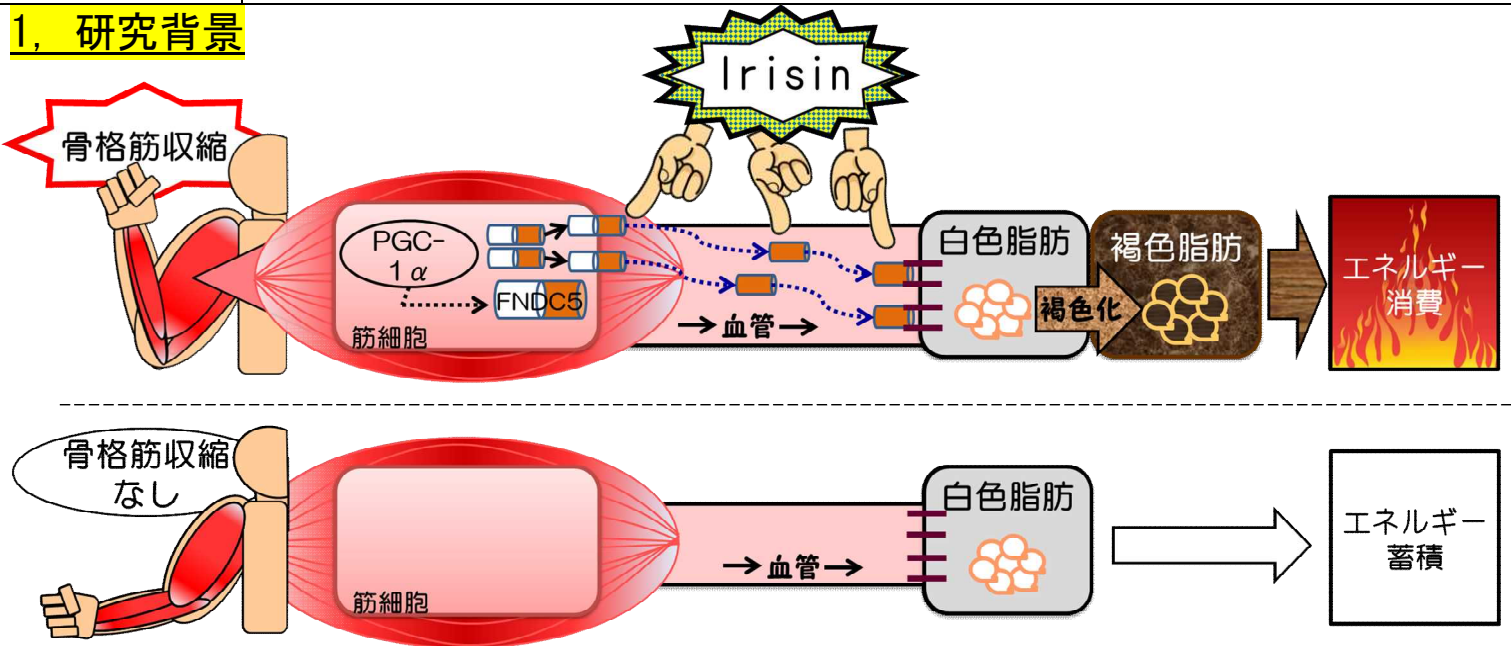 1, 研究背景
Irisin
骨格筋収縮
PGC-
1α
FNDC5
筋細胞
→血管→
白色脂肪
褐色化
褐色脂肪
エネルギー
消費
骨格筋収縮
なし
筋細胞
→血管→
白色脂肪
エネルギー
蓄積